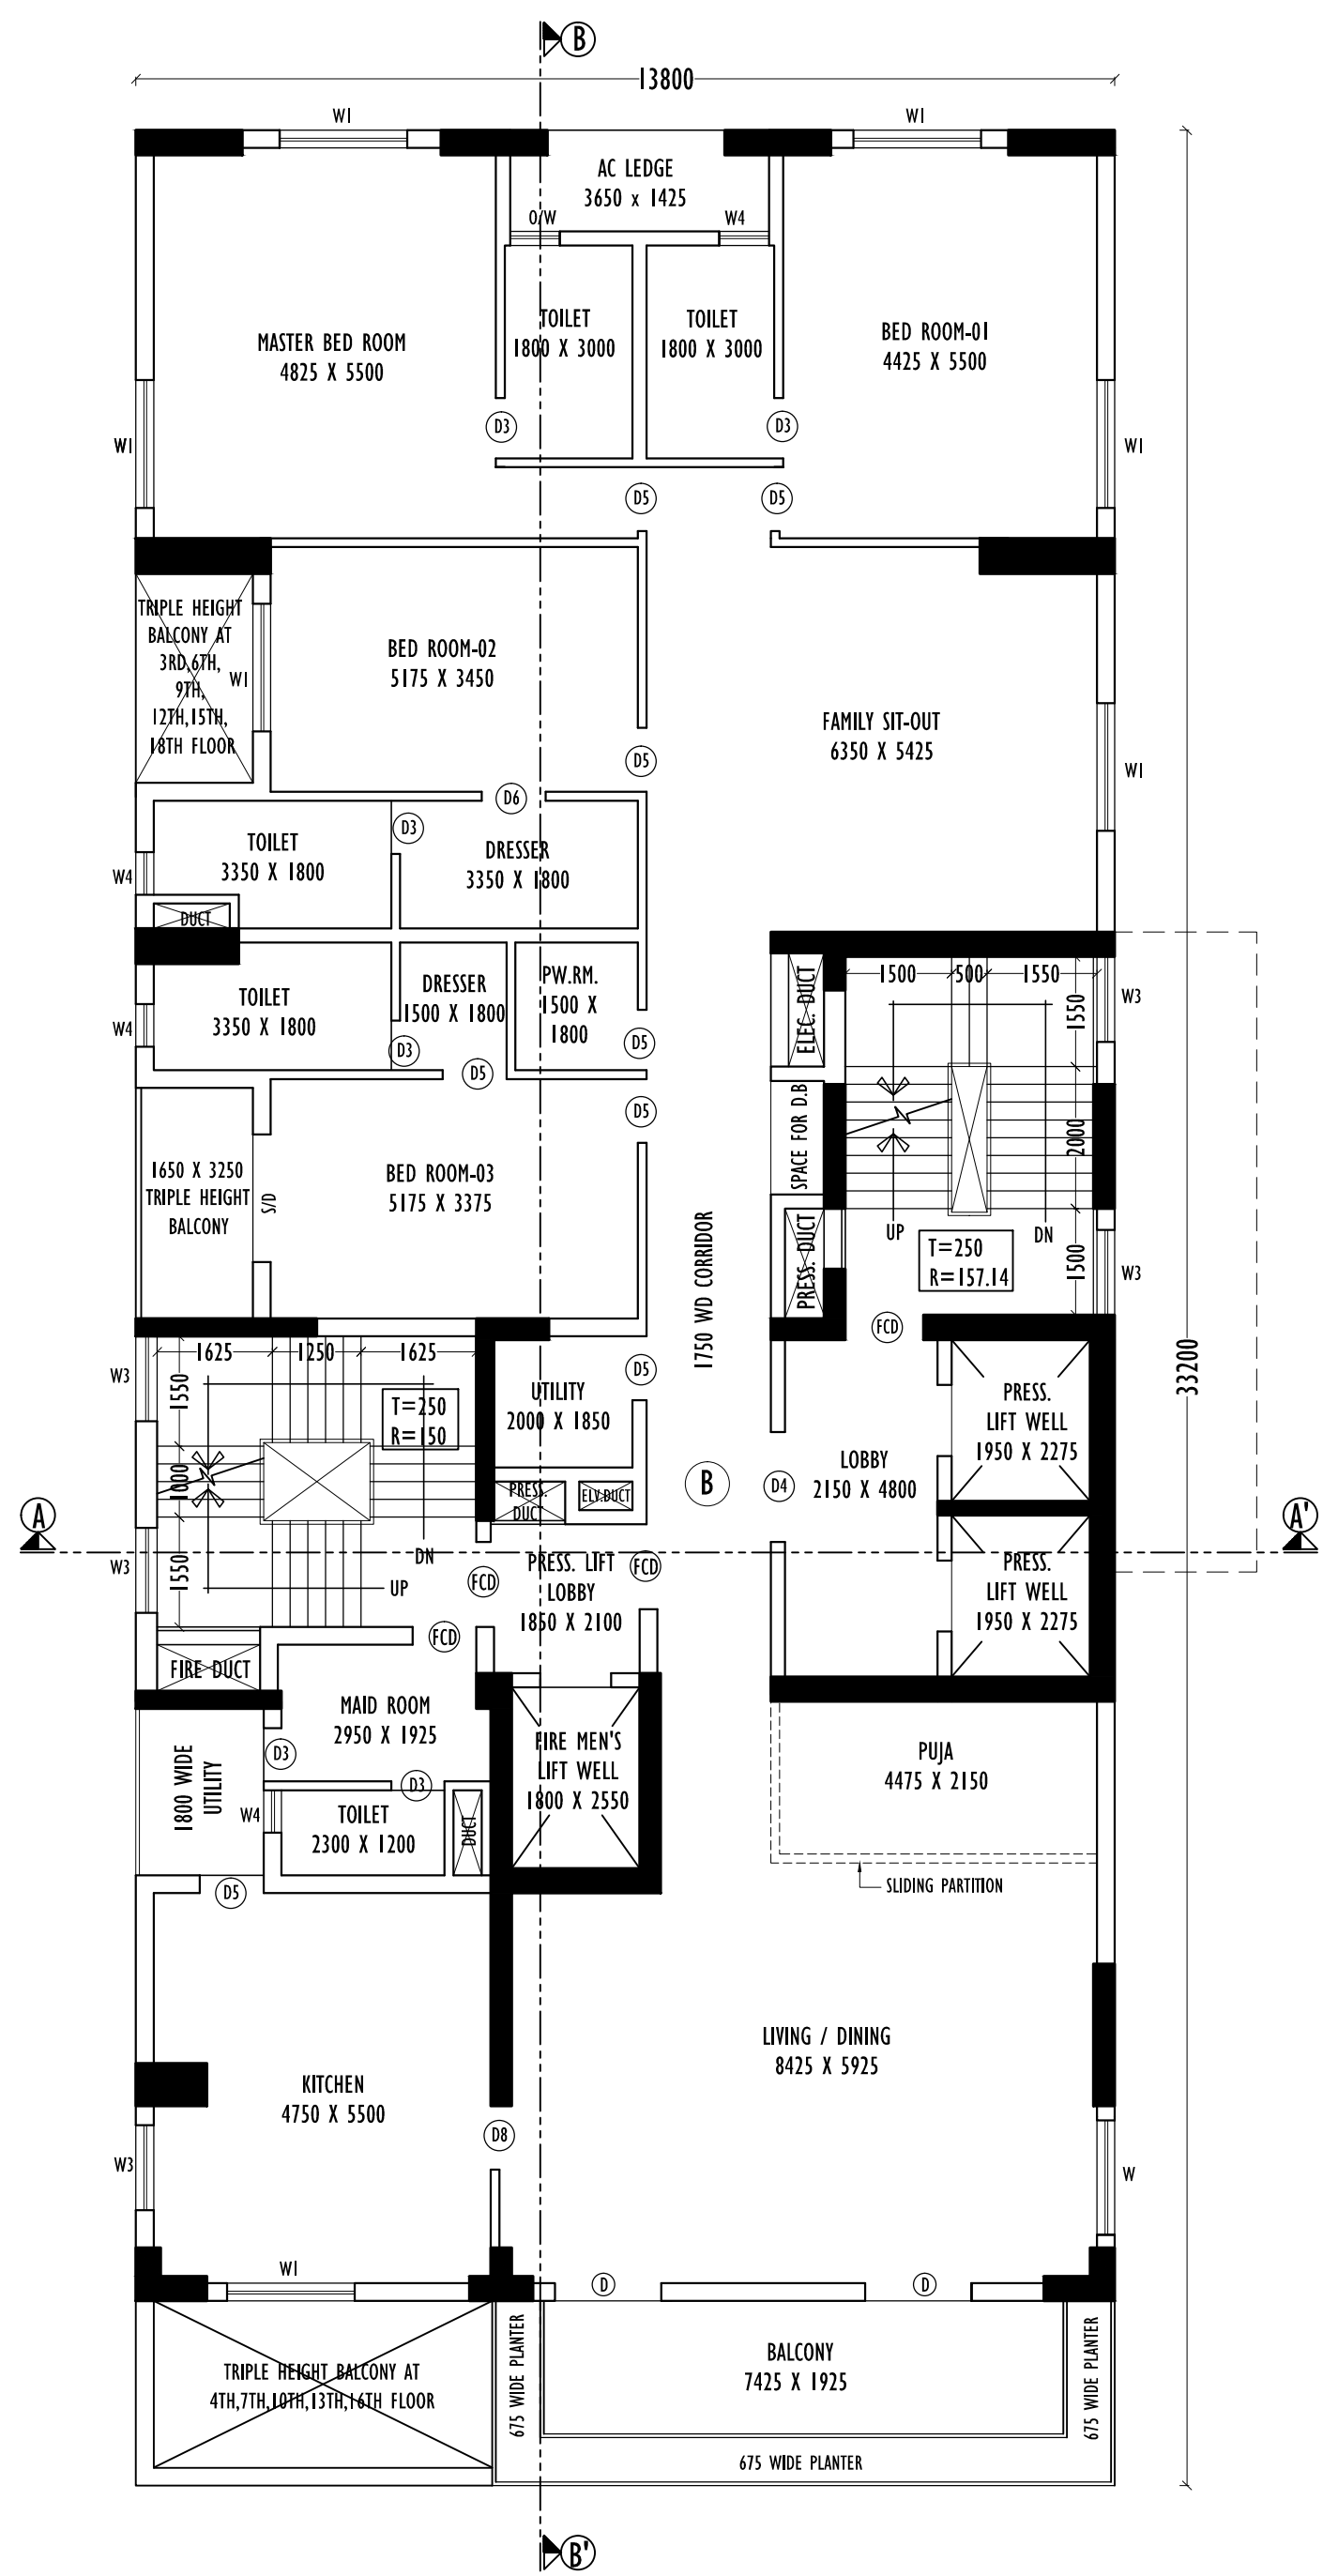 B
13800
W1
W1
AC LEDGE
3650 x 1425
O/W
W4
TOILET
1800 X 3000
TOILET
1800 X 3000
MASTER BED ROOM
4825 X 5500
BED ROOM-01
4425 X 5500
D3
D3
W1
W1
D5
D5
TRIPLE HEIGHT
BALCONY AT
3RD,6TH,
9TH,
12TH,15TH,
18TH FLOOR
W1
BED ROOM-02
5175 X 3450
FAMILY SIT-OUT
6350 X 5425
D5
W1
D6
D3
TOILET
3350 X 1800
DRESSER
3350 X 1800
W4
DUCT
TOILET
3350 X 1800
DRESSER
1500 X 1800
PW.RM.
1500 X
1800
W4
D3
D5
D5
D5
ELEC. DUCT
1500
500
1550
1550
W3
SPACE FOR D.B
2000
1650 X 3250
TRIPLE HEIGHT
BALCONY
S/D
BED ROOM-03
5175 X 3375
1750 WD CORRIDOR
PRESS. DUCT
UP
DN
T=250
R=157.14
1500
W3
FCD
33200
1625
1250
1625
W3
1550
T=250
R=150
D5
UTILITY
2000 X 1850
PRESS.
LIFT WELL
1950 X 2275
LOBBY
2150 X 4800
1000
PRESS.
DUCT
ELV.DUCT
B
D4
A
A'
W3
1550
DN
UP
FCD
PRESS. LIFT
LOBBY
1850 X 2100
FCD
PRESS.
LIFT WELL
1950 X 2275
FCD
FIRE DUCT
MAID ROOM
2950 X 1925
FIRE MEN'S
LIFT WELL
1800 X 2550
PUJA
4475 X 2150
1800 WIDE
UTILITY
D3
D3
W4
TOILET
2300 X 1200
DUCT
SLIDING PARTITION
D5
LIVING / DINING
8425 X 5925
KITCHEN
4750 X 5500
D8
W3
W
W1
D
D
675 WIDE PLANTER
BALCONY
7425 X 1925
675 WIDE PLANTER
TRIPLE HEIGHT BALCONY AT
4TH,7TH,10TH,13TH,16TH FLOOR
675 WIDE PLANTER
B'